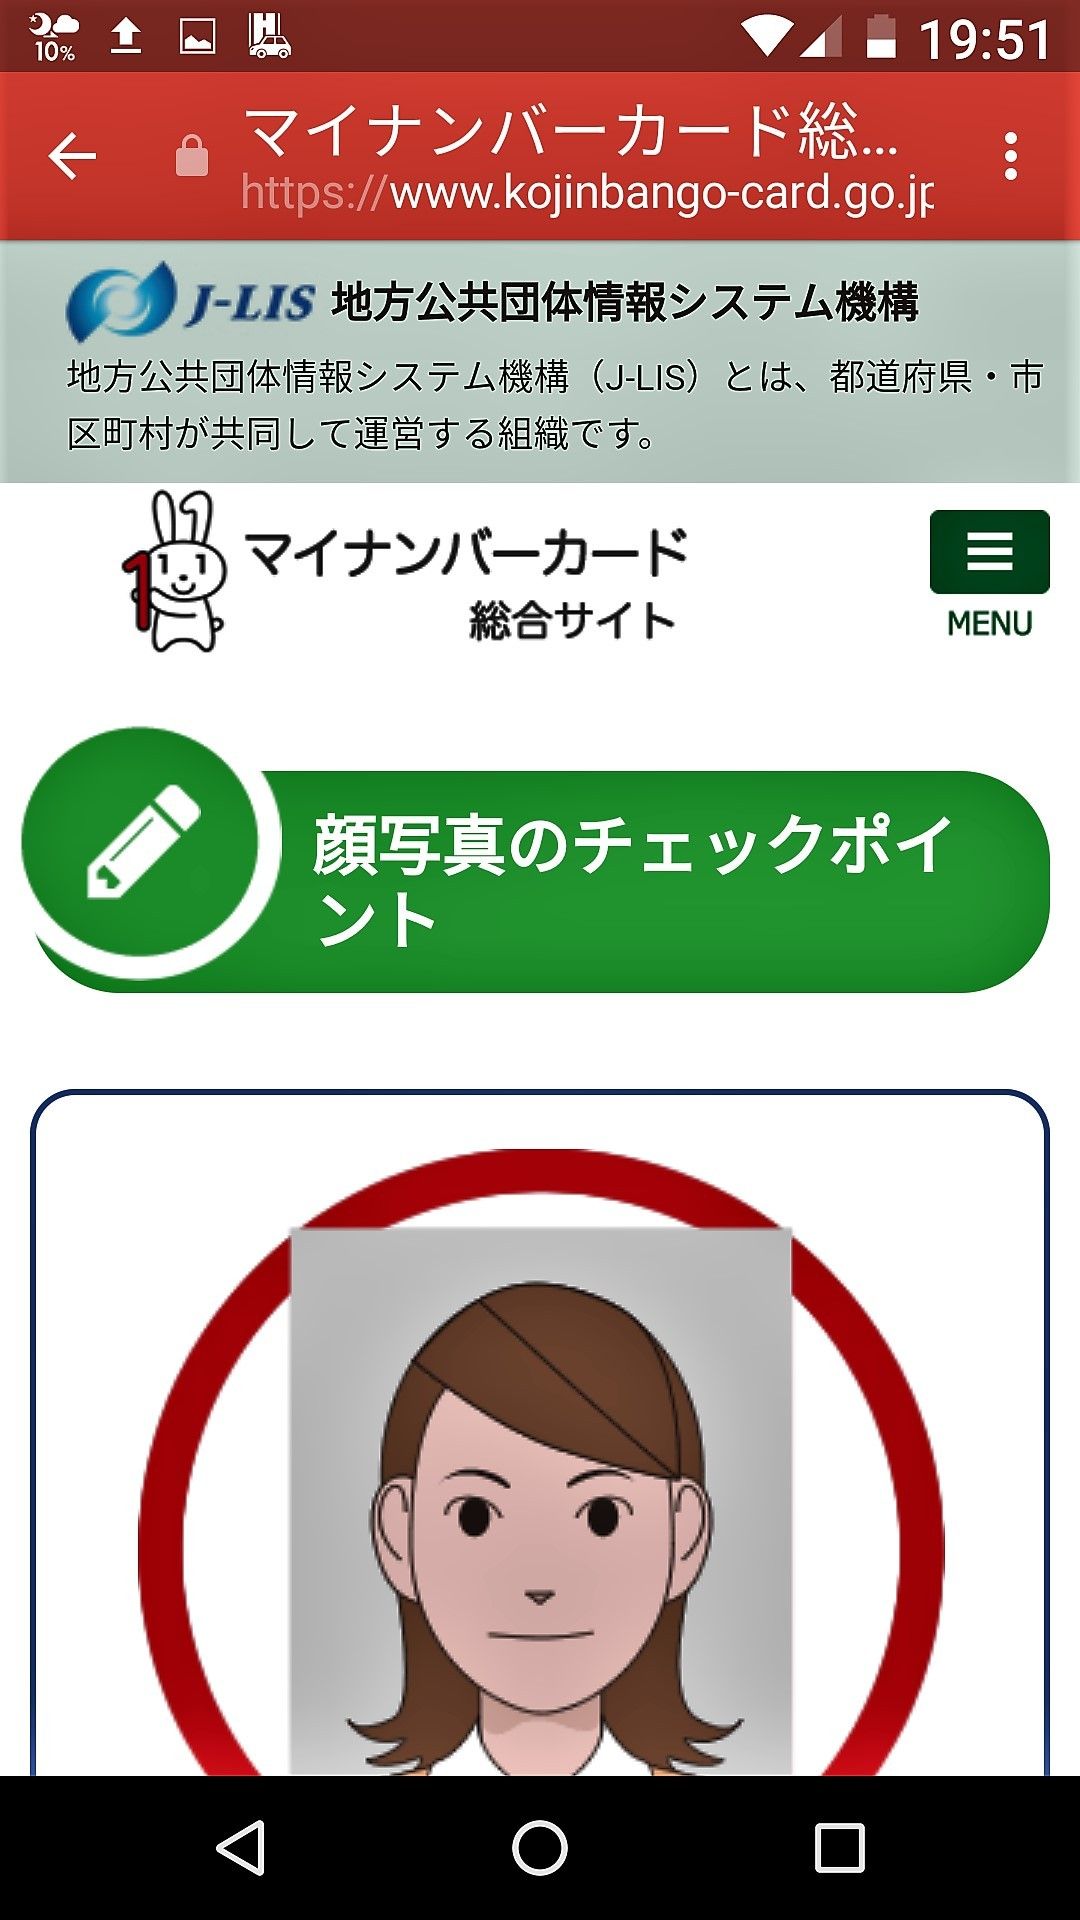 10%
19:51
マイナンバーカード総...
https://www.kojinbango-card.go.jp
J-LIS 地方公共団体情報システム機構
地方公共団体情報システム機構（J-LIS）とは、都道府県・市
区町村が共同して運営する組織です。
1
マイナンバーカード
総合サイト
MENU
顔写真のチェックポイ
ント